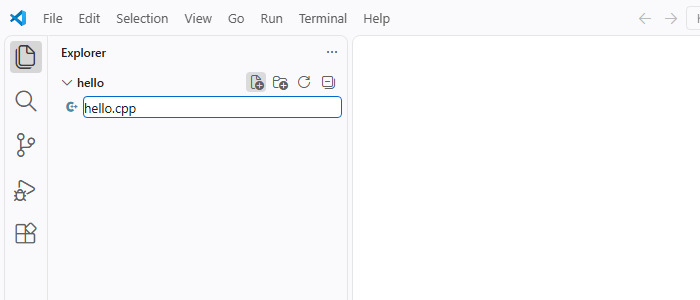 File Edit Selection View Go Run Terminal Help
Explorer
hello
hello.cpp